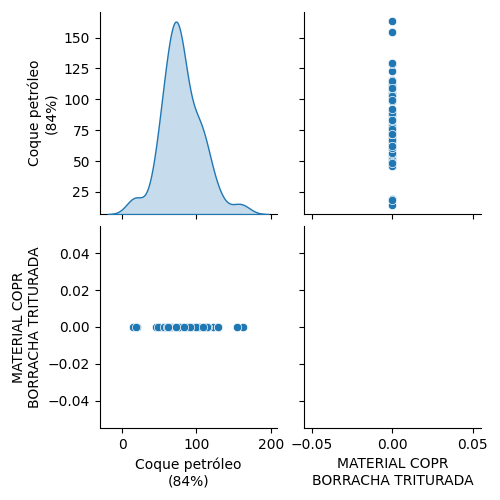 150
125
100
75
50
25
Coque petróleo
(84%)
0.04
0.02
0.00
−0.02
−0.04
MATERIAL COPR
BORRACHA TRITURADA
0 100 200
Coque petróleo
(84%)
−0.05 0.00 0.05
MATERIAL COPR
BORRACHA TRITURADA